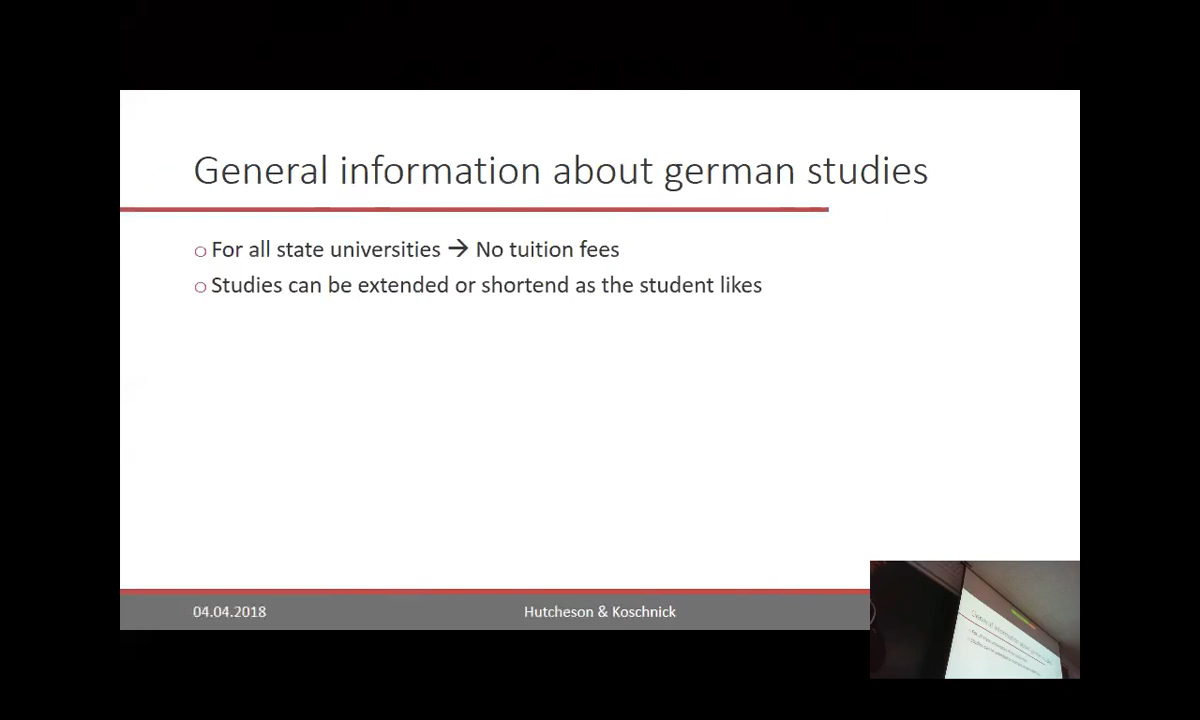 General information about german studies
For all state universities → No tuition fees
Studies can be extended or shortend as the student likes
04.04.2018
Hutcheson & Koschnick